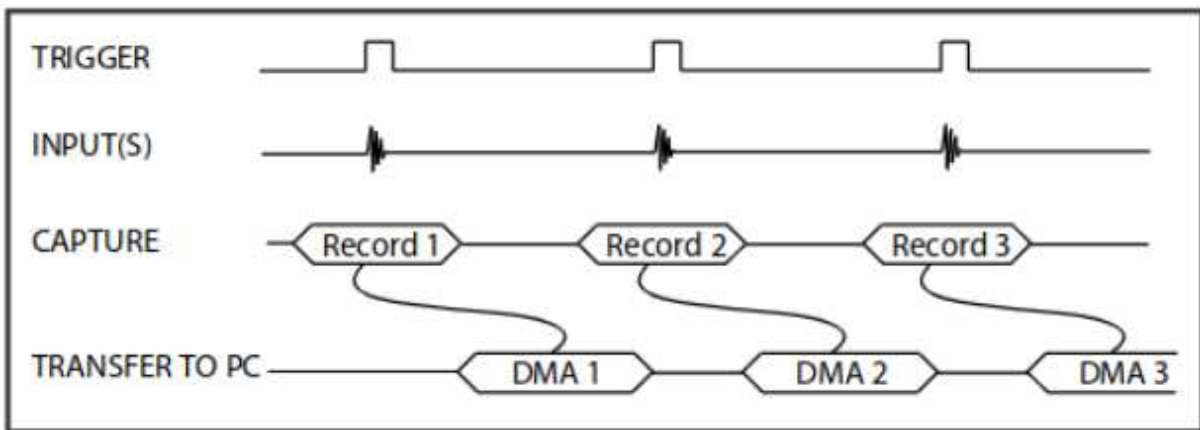 TRIGGER
INPUT(S)
CAPTURE
Record 1
Record 2
Record 3
TRANSFER TO PC
DMA 1
DMA 2
DMA 3